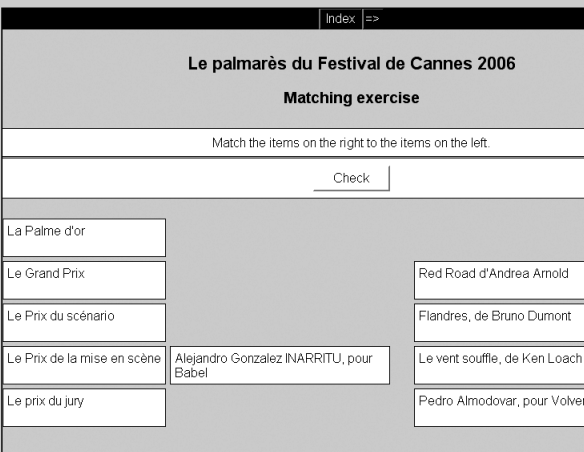 Index =>
Le palmarès du Festival de Cannes 2006
Matching exercise
Match the items on the right to the items on the left.
Check
La Palme d'or
Le Grand Prix
Red Road d'Andrea Arnold
Le Prix du scénario
Flandres, de Bruno Dumont
Le Prix de la mise en scène
Alejandro Gonzalez INARRITU, pour
Babel
Le vent souffle, de Ken Loach
Le prix du jury
Pedro Almodovar, pour Volver